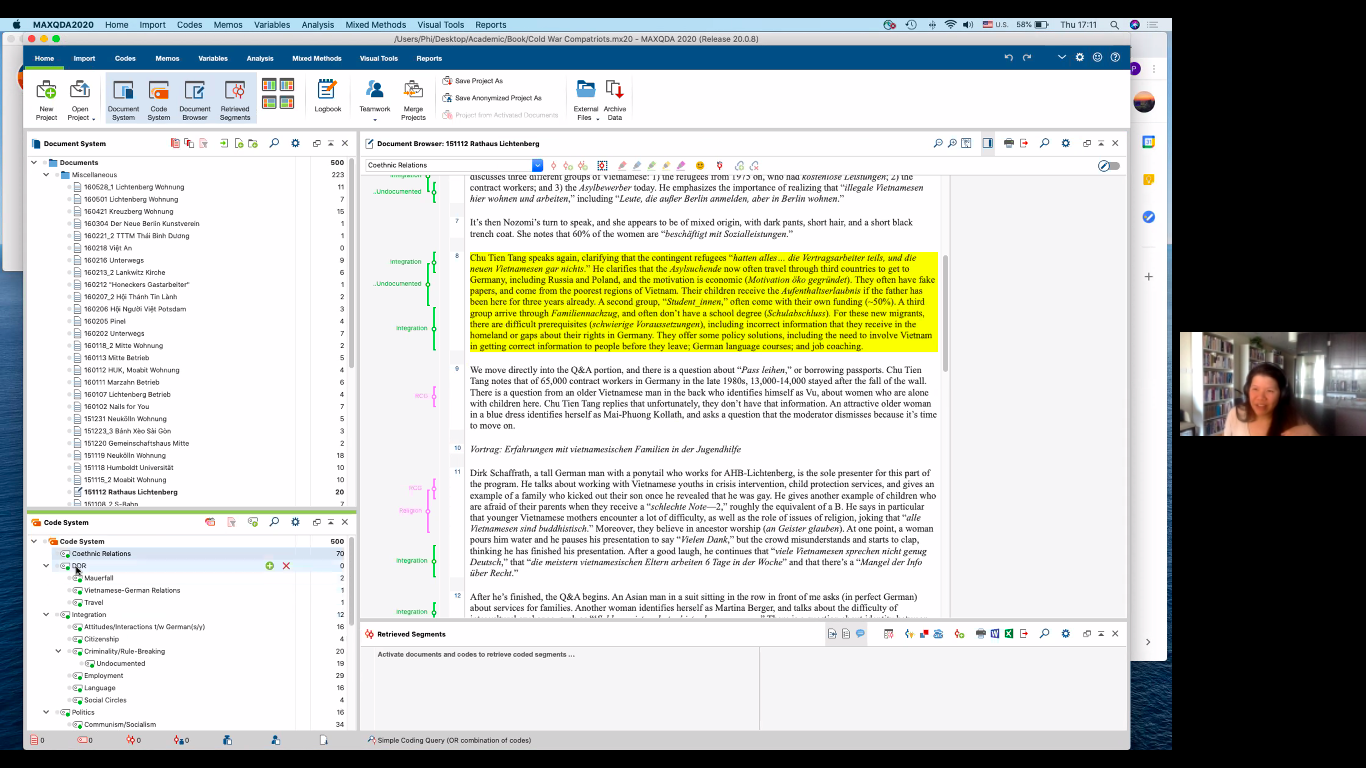 MAXQDA2020 Home Import Codes Memos Variables Analysis Mixed Methods Visual Tools Reports U.S. 58% Thu 17:11
/Users/Phi/Desktop/Academic/Book/Cold War Compatriots.mx20 - MAXQDA 2020 (Release 20.0.8)
Home Import Codes Memos Variables Analysis Mixed Methods Visual Tools Reports
New Project
Open Project
Document System
Code System
Document Browser
Retrieved Segments
Logbook
Teamwork
Merge Projects
Save Project As
Save Anonymized Project As
Project from Activated Documents
External Files
Archive Data
Document System
Documents 500
Miscellaneous 223
160528_1 Lichtenberg Wohnung 11
160501 Lichtenberg Wohnung 7
160421 Kreuzberg Wohnung 15
160304 Der Neue Berlin Kunstverein 1
160221_2 TTTM Thái Bình Dương 1
160218 Việt An 0
160216 Unterwegs 9
160213_2 Lankwitz Kirche 6
160212 "Honeckers Gastarbeiter" 1
160207_2 Hội Thánh Tin Lành 2
160206 Hội Người Việt Potsdam 3
160205 Pinel 4
160202 Unterwegs 7
160118_2 Mitte Wohnung 3
160113 Mitte Betrieb 5
160112 HUK, Moabit Wohnung 4
160111 Marzahn Betrieb 6
160107 Lichtenberg Betrieb 4
160102 Nails for You 7
151231 Neukölln Wohnung 7
151223_3 Bánh Xèo Sài Gòn 3
151220 Gemeinschaftshaus Mitte 2
151119 Neukölln Wohnung 18
151118 Humboldt Universität 10
151115_2 Moabit Wohnung 10
151112 Rathaus Lichtenberg 20
151108_2 S-Bahn 7
Code System
Code System 500
Coethnic Relations 70
DDR 0
Mauerfall 2
Vietnamese-German Relations 1
Travel 1
Integration 12
Attitudes/Interactions t/w German(s/y) 16
Citizenship 4
Criminality/Rule-Breaking 20
Undocumented 19
Employment 29
Language 16
Social Circles 4
Politics 16
Communism/Socialism 34
0 0 0 0
Document Browser: 151112 Rathaus Lichtenberg
Coethnic Relations
Integration
..Undocumented
discusses three different groups of Vietnamese: 1) the refugees from 1975 on, who had kostenlose Leistungen; 2) the
contract workers; and 3) the Asylbewerber today. He emphasizes the importance of realizing that "illegale Vietnamesen
hier wohnen und arbeiten," including "Leute, die außer Berlin anmelden, aber in Berlin wohnen."
7 It's then Nozomi's turn to speak, and she appears to be of mixed origin, with dark pants, short hair, and a short black
trench coat. She notes that 60% of the women are "beschäftigt mit Sozialleistungen."
Integration
..Undocumented
Integration
8 Chu Tien Tang speaks again, clarifying that the contingent refugees "hatten alles… die Vertragsarbeiter teils, und die
neuen Vietnamesen gar nichts." He clarifies that the Asylsuchende now often travel through third countries to get to
Germany, including Russia and Poland, and the motivation is economic (Motivation öko gegründet). They often have fake
papers, and come from the poorest regions of Vietnam. Their children receive the Aufenthaltserlaubnis if the father has
been here for three years already. A second group, "Student_innen," often come with their own funding (~50%). A third
group arrive through Familiennachzug, and often don't have a school degree (Schulabschluss). For these new migrants,
there are difficult prerequisites (schwierige Voraussetzungen), including incorrect information that they receive in the
homeland or gaps about their rights in Germany. They offer some policy solutions, including the need to involve Vietnam
in getting correct information to people before they leave; German language courses; and job coaching.
9 We move directly into the Q&A portion, and there is a question about "Pass leihen," or borrowing passports. Chu Tien
Tang notes that of 65,000 contract workers in Germany in the late 1980s, 13,000-14,000 stayed after the fall of the wall.
There is a question from an older Vietnamese man in the back who identifies himself as Vu, about women who are alone
with children here. Chu Tien Tang replies that unfortunately, they don't have that information. An attractive older woman
in a blue dress identifies herself as Mai-Phuong Kollath, and asks a question that the moderator dismisses because it's time
to move on.
10 Vortrag: Erfahrungen mit vietnamesischen Familien in der Jugendhilfe
Religion
Integration
11 Dirk Schaffrath, a tall German man with a ponytail who works for AHB-Lichtenberg, is the sole presenter for this part of
the program. He talks about working with Vietnamese youths in crisis intervention, child protection services, and gives an
example of a family who kicked out their son once he revealed that he was gay. He gives another example of children who
are afraid of their parents when they receive a "schlechte Note—2," roughly the equivalent of a B. He says in particular
that younger Vietnamese mothers encounter a lot of difficulty, as well as the role of issues of religion, joking that "alle
Vietnamesen sind buddhistisch." Moreover, they believe in ancestor worship (an Geister glauben). At one point, a woman
pours him water and he pauses his presentation to say "Vielen Dank," but the crowd misunderstands and starts to clap,
thinking he has finished his presentation. After a good laugh, he continues that "viele Vietnamesen sprechen nicht genug
Deutsch," that "die meistern vietnamesischen Eltern arbeiten 6 Tage in der Woche" and that there's a "Mangel der Info
über Recht."
Integration
12 After he's finished, the Q&A begins. An Asian man in a suit sitting in the row in front of me asks (in perfect German)
about services for families. Another woman identifies herself as Martina Berger, and talks about the difficulty of
Retrieved Segments
Activate documents and codes to retrieve coded segments ...
Simple Coding Query (OR combination of codes)